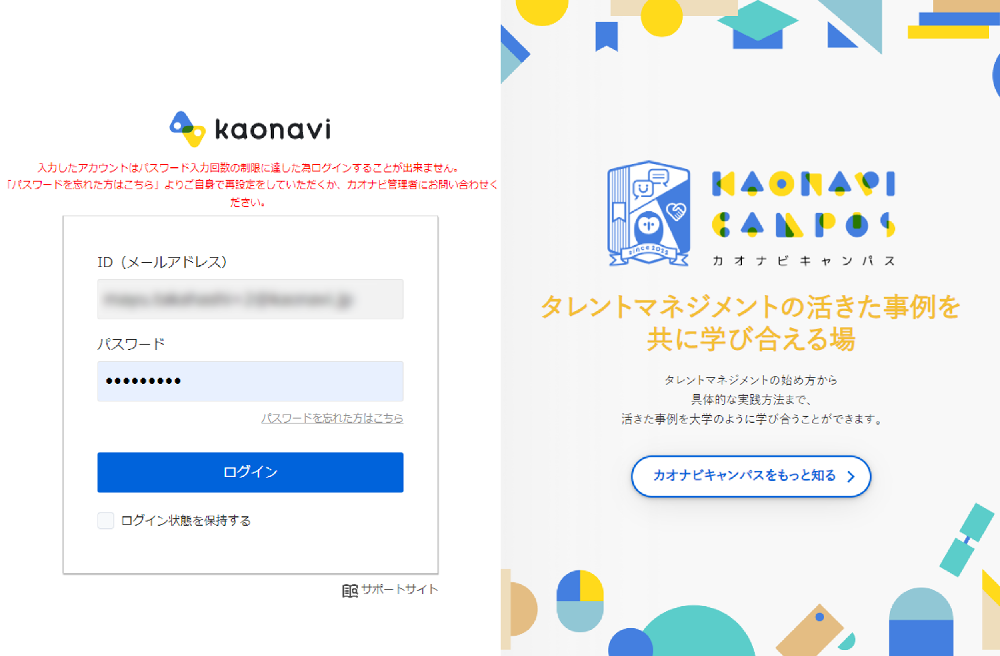 kaonavi
入力したアカウントはパスワード入力回数の制限に達した為ログインすることが出来ません。
「パスワードを忘れた方はこちら」よりご自身で再設定をしていただくか、カオナビ管理者にお問い合わせく
ださい。
ID（メールアドレス）
パスワード
•••••••••
パスワードを忘れた方はこちら
ログイン
ログイン状態を保持する
サポートサイト
since 2022
KAONAVI
CAMPUS
カオナビキャンパス
タレントマネジメントの活きた事例を
共に学び合える場
タレントマネジメントの始め方から
具体的な実践方法まで、
活きた事例を大学のように学び合うことができます。
カオナビキャンパスをもっと知る